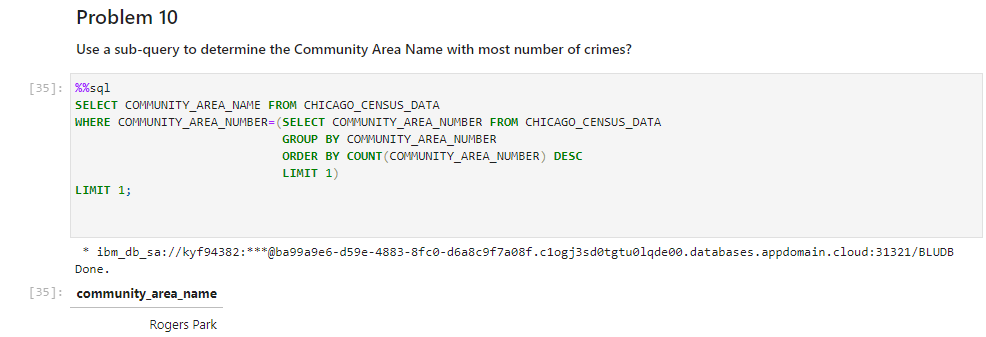 Problem 10
Use a sub-query to determine the Community Area Name with most number of crimes?
[35]: %%sql
SELECT COMMUNITY_AREA_NAME FROM CHICAGO_CENSUS_DATA
WHERE COMMUNITY_AREA_NUMBER=(SELECT COMMUNITY_AREA_NUMBER FROM CHICAGO_CENSUS_DATA
GROUP BY COMMUNITY_AREA_NUMBER
ORDER BY COUNT(COMMUNITY_AREA_NUMBER) DESC
LIMIT 1)
LIMIT 1;
* ibm_db_sa://kyf94382:***@ba99a9e6-d59e-4883-8fc0-d6a8c9f7a08f.c1ogj3sd0tgtu0lqde00.databases.appdomain.cloud:31321/BLUDB
Done.
[35]: community_area_name
Rogers Park